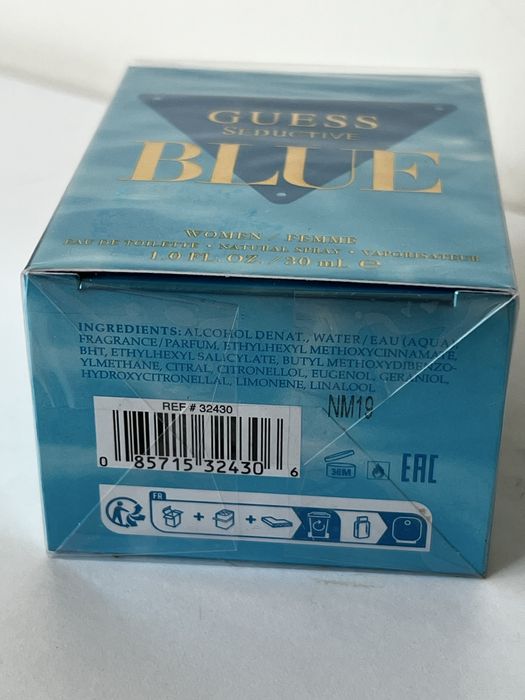 GUESS
SEDUCTIVE
BLUE
WOMEN / FEMME
EAU DE TOILETTE • NATURAL SPRAY • VAPORISATEUR
1.0 FL. OZ. / 30 mL e
INGREDIENTS: ALCOHOL DENAT., WATER/EAU (AQUA),
FRAGRANCE/PARFUM, ETHYLHEXYL METHOXYCINNAMATE,
BHT, ETHYLHEXYL SALICYLATE, BUTYL METHOXYDIBENZO-
YLMETHANE, CITRAL, CITRONELLOL, EUGENOL, GERANIOL,
HYDROXYCITRONELLAL, LIMONENE, LINALOOL
REF # 32430
NM19
0 85715 32430 6
36M
EAC
FR